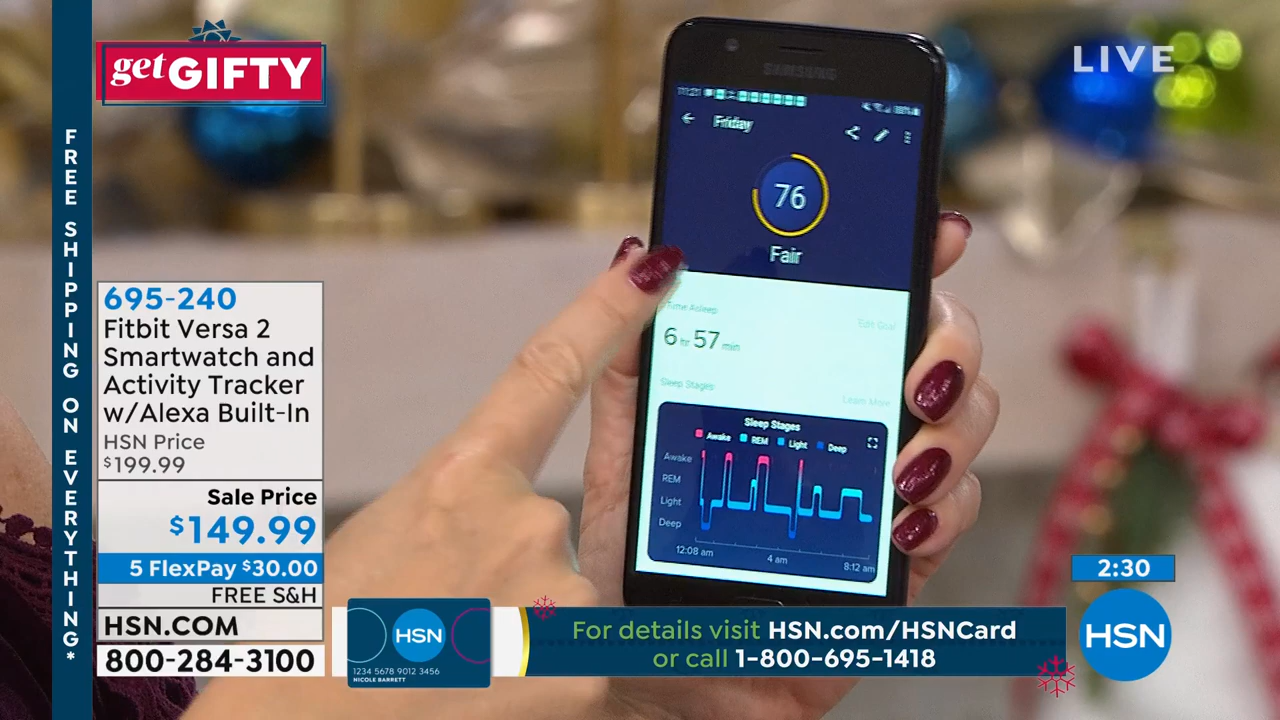 getGIFTY
LIVE
FREE SHIPPING ON EVERYTHING*
SAMSUNG
Friday
76
Fair
Time Asleep
Edit Goal
6 hr 57 min
Sleep Stages
Learn More
Sleep Stages
Awake REM Light Deep
Awake
REM
Light
Deep
12:08 am 4 am 8:12 am
695-240
Fitbit Versa 2
Smartwatch and
Activity Tracker
w/Alexa Built-In
HSN Price
$199.99
Sale Price
$149.99
5 FlexPay $30.00
FREE S&H
HSN.COM
800-284-3100
HSN
1234 5678 9012 3456
NICOLE BARRETT
For details visit HSN.com/HSNCard
or call 1-800-695-1418
2:30
HSN